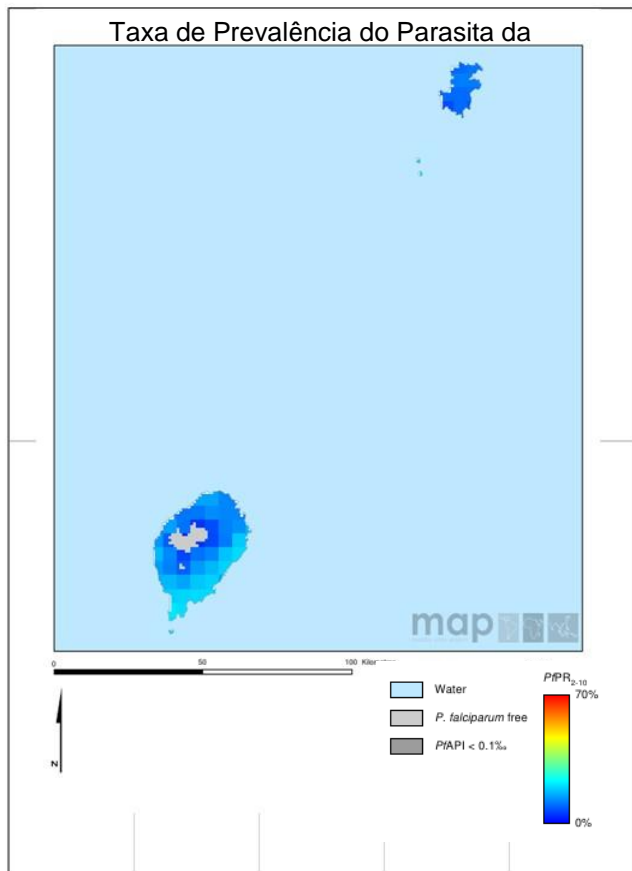 Taxa de Prevalência do Parasita da
map
0 50 100
Water
P. falciparum free
PfAPI < 0.1‰
PfPR2-10
70%
0%
N